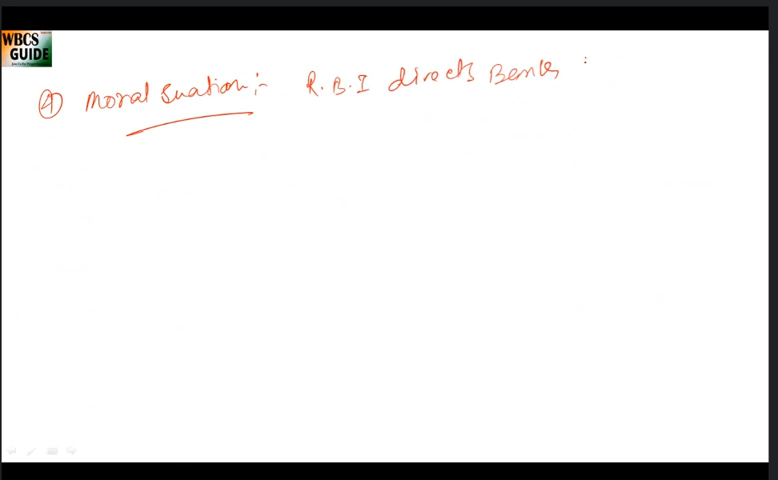 WBCS
GUIDE
④ Moral Suation :- R.B.I directs Banks